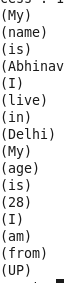 (My)
(name)
(is)
(Abhinav
(I)
(live)
(in)
(Delhi)
(My)
(age)
(is)
(28)
(I)
(am)
(from)
(UP)